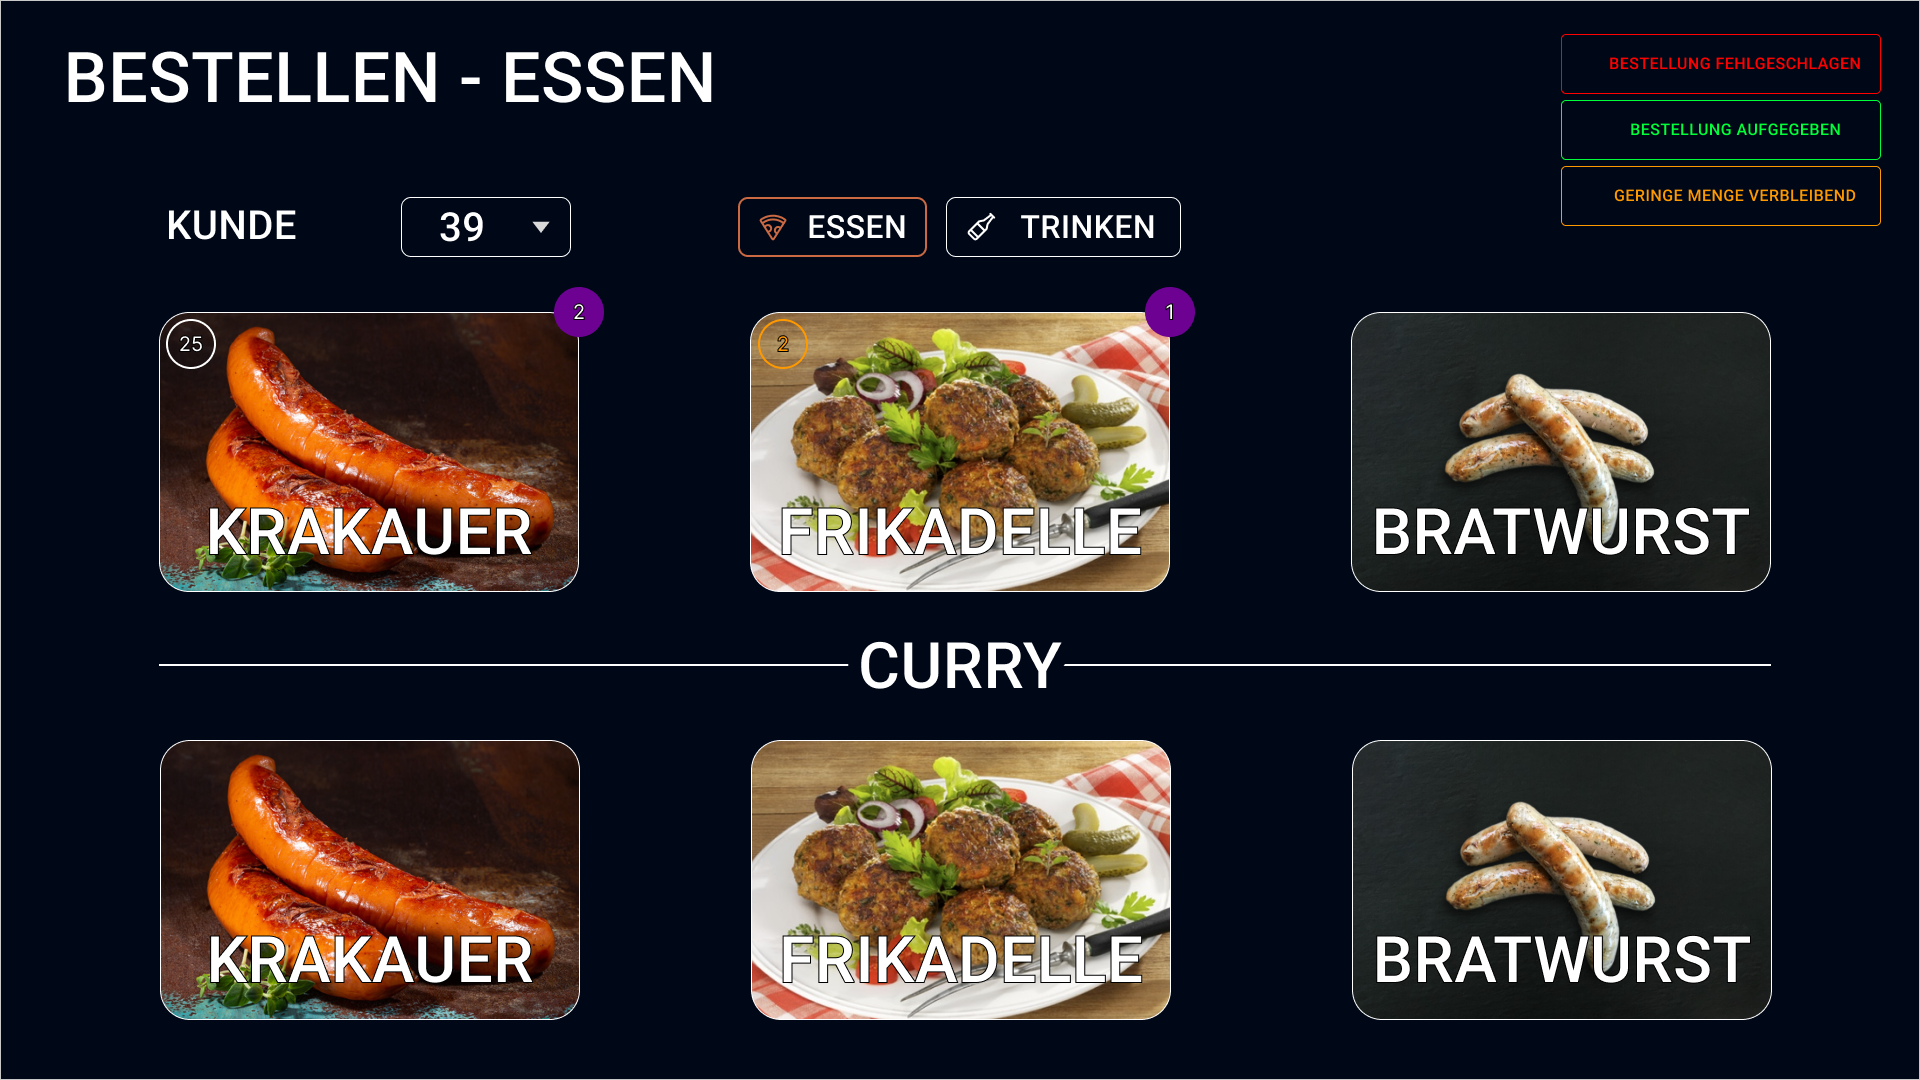 BESTELLEN - ESSEN
BESTELLUNG FEHLGESCHLAGEN
BESTELLUNG AUFGEGEBEN
GERINGE MENGE VERBLEIBEND
KUNDE
39
ESSEN
TRINKEN
25
2
2
1
KRAKAUER
FRIKADELLE
BRATWURST
CURRY
KRAKAUER
FRIKADELLE
BRATWURST